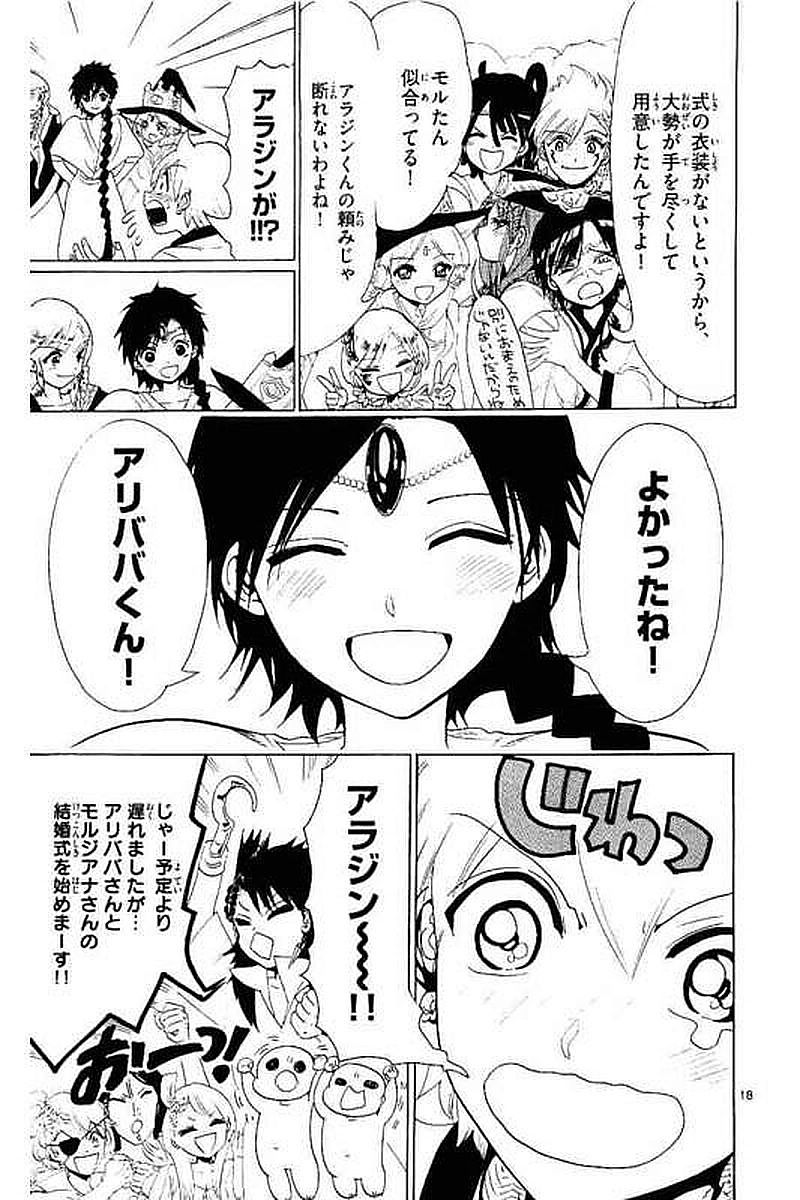 式の衣装がないというから、
大勢が手を尽くして
用意したんですよ！
モルたん
似合ってる！
アラジンくんの頼みじゃ
断れないわよね！
別におまえのため
じゃないんだからね
アラジンが!!?
よかったね！
アリババくん！
じわっ
アラジン〜〜〜!!
じゃー予定より
遅れましたが…
アリババさんと
モルジアナさんの
結婚式を始めまーす!!
おーっ！
18